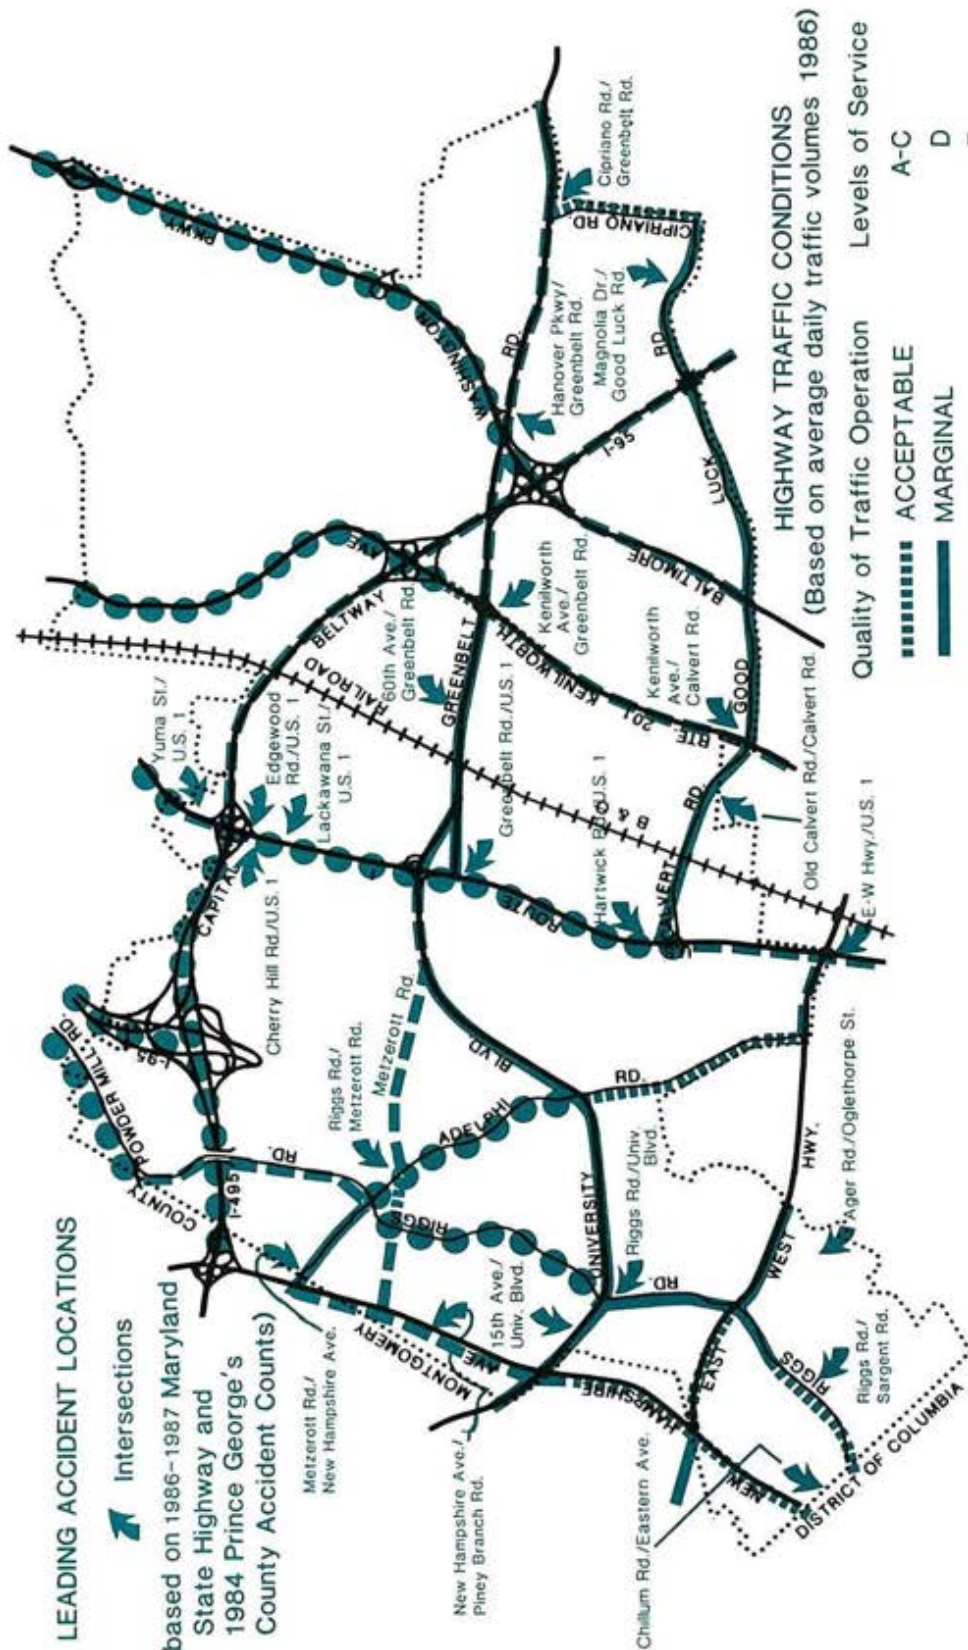 LEADING ACCIDENT LOCATIONS
Intersections
based on 1986-1987 Maryland
State Highway and
1984 Prince George's
County Accident Counts)
HIGHWAY TRAFFIC CONDITIONS
(Based on average daily traffic volumes 1986)
Quality of Traffic Operation
Levels of Service
ACCEPTABLE
A-C
MARGINAL
D
Metzerott Rd./
New Hampshire Ave.
New Hampshire Ave./
Piney Branch Rd.
Chillum Rd./Eastern Ave.
15th Ave./
Univ. Blvd.
Riggs Rd./
Metzerott Rd.
Metzerott Rd.
Riggs Rd./Univ.
Blvd.
Riggs Rd./
Sargent Rd.
Ager Rd./Oglethorpe St.
Cherry Hill Rd./U.S. 1
Yuma St./
U.S. 1
Edgewood
Rd./U.S. 1
Lackawana St./
U.S. 1
60th Ave./
Greenbelt Rd.
Greenbelt Rd./U.S. 1
Hartwick Rd./U.S. 1
E-W Hwy./U.S. 1
Old Calvert Rd./Calvert Rd.
Kenilworth
Ave./
Greenbelt Rd.
Kenilworth
Ave./
Calvert Rd.
Hanover Pkwy/
Greenbelt Rd.
Magnolia Dr./
Good Luck Rd.
Cipriano Rd./
Greenbelt Rd.
COUNTY
POWDER MILL RD.
I-95
I-495
CAPITAL
BELTWAY
RAILROAD
B & O
RIGGS
RD.
ADELPHI
RD.
UNIVERSITY
BLVD.
MONTGOMERY
NEW
HAMPSHIRE
AVE
EAST
WEST
HWY.
RIGGS
RD.
DISTRICT OF COLUMBIA
ROUTE
1
CALVERT
RD.
GREENBELT
RD.
KENILWORTH
AVE
RTE.
201
BALTIMORE
WASHINGTON
PKWY.
I-95
GOOD
LUCK
RD.
CIPRIANO RD.